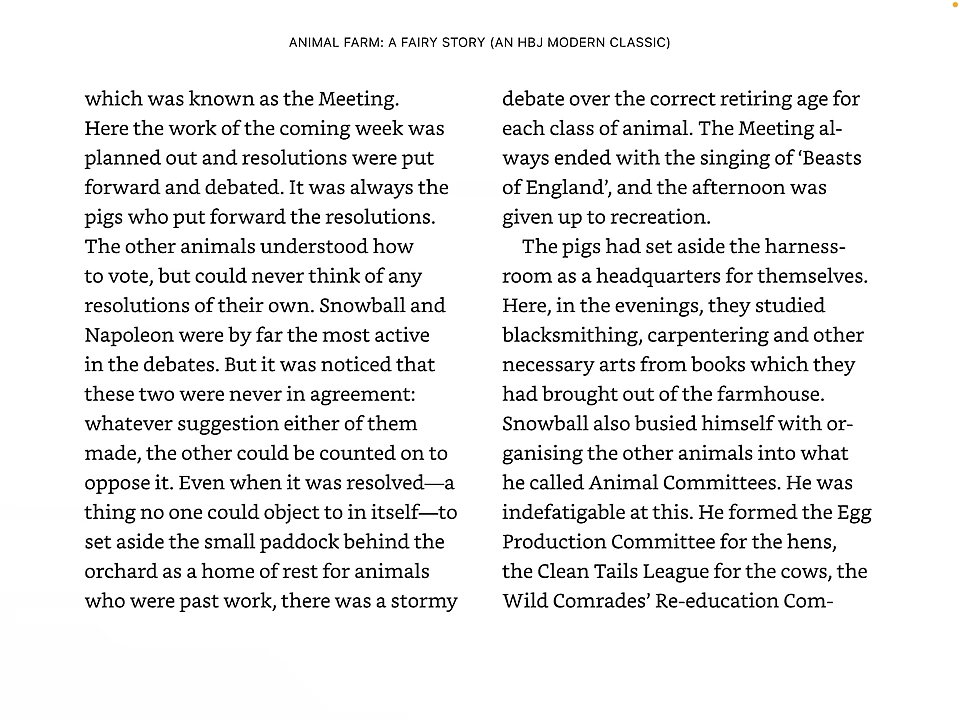 ANIMAL FARM: A FAIRY STORY (AN HBJ MODERN CLASSIC)
which was known as the Meeting.
Here the work of the coming week was
planned out and resolutions were put
forward and debated. It was always the
pigs who put forward the resolutions.
The other animals understood how
to vote, but could never think of any
resolutions of their own. Snowball and
Napoleon were by far the most active
in the debates. But it was noticed that
these two were never in agreement:
whatever suggestion either of them
made, the other could be counted on to
oppose it. Even when it was resolved—a
thing no one could object to in itself—to
set aside the small paddock behind the
orchard as a home of rest for animals
who were past work, there was a stormy
debate over the correct retiring age for
each class of animal. The Meeting al-
ways ended with the singing of ‘Beasts
of England’, and the afternoon was
given up to recreation.
The pigs had set aside the harness-
room as a headquarters for themselves.
Here, in the evenings, they studied
blacksmithing, carpentering and other
necessary arts from books which they
had brought out of the farmhouse.
Snowball also busied himself with or-
ganising the other animals into what
he called Animal Committees. He was
indefatigable at this. He formed the Egg
Production Committee for the hens,
the Clean Tails League for the cows, the
Wild Comrades’ Re-education Com-